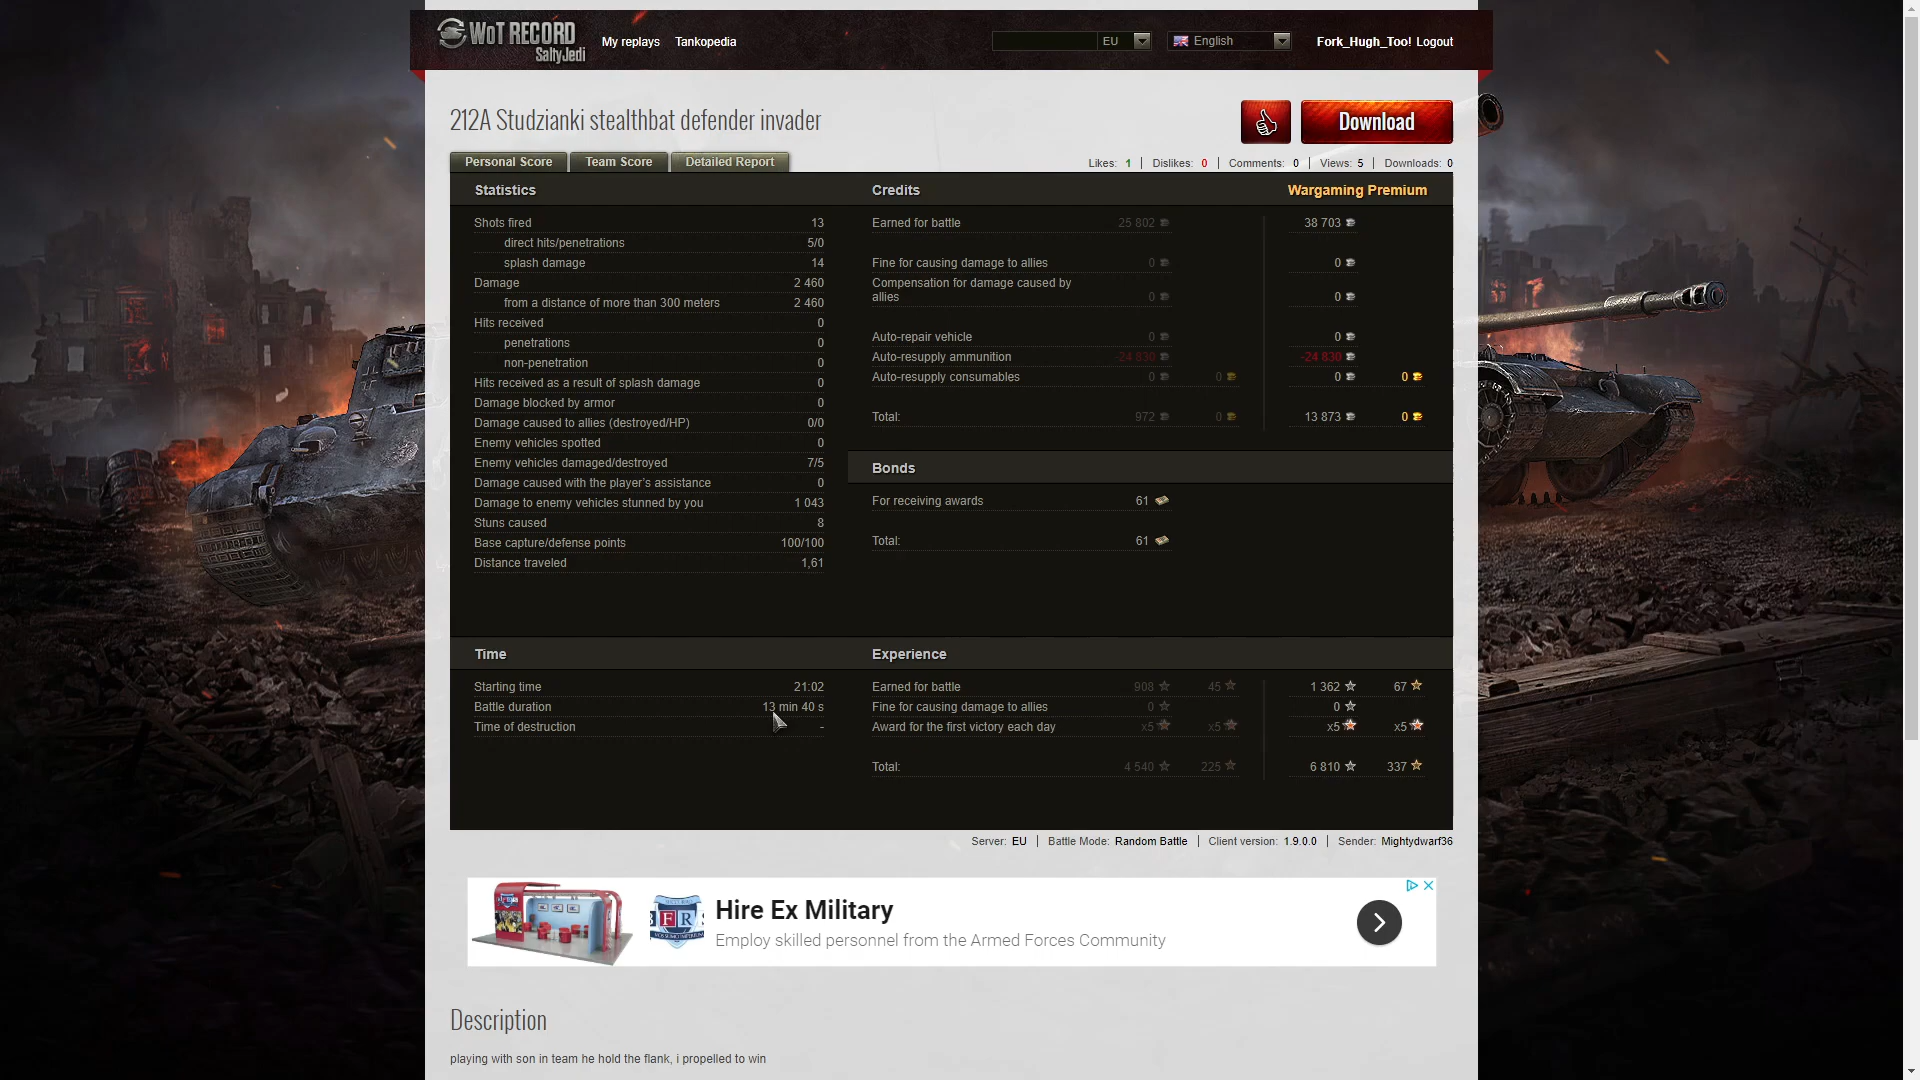 WoT RECORD
SaltyJedi
My replays Tankopedia
EU
English
Fork_Hugh_Too! Logout
212A Studzianki stealthbat defender invader
Download
Personal Score Team Score Detailed Report
Likes: 1 | Dislikes: 0 | Comments: 0 | Views: 5 | Downloads: 0
Statistics
Shots fired 13
direct hits/penetrations 5/0
splash damage 14
Damage 2 460
from a distance of more than 300 meters 2 460
Hits received 0
penetrations 0
non-penetration 0
Hits received as a result of splash damage 0
Damage blocked by armor 0
Damage caused to allies (destroyed/HP) 0/0
Enemy vehicles spotted 0
Enemy vehicles damaged/destroyed 7/5
Damage caused with the player's assistance 0
Damage to enemy vehicles stunned by you 1 043
Stuns caused 8
Base capture/defense points 100/100
Distance traveled 1,61
Credits Wargaming Premium
Earned for battle 25 802 38 703
Fine for causing damage to allies 0 0
Compensation for damage caused by
allies 0 0
Auto-repair vehicle 0 0
Auto-resupply ammunition -24 830 -24 830
Auto-resupply consumables 0 0 0 0
Total: 972 0 13 873 0
Bonds
For receiving awards 61
Total: 61
Time
Starting time 21:02
Battle duration 13 min 40 s
Time of destruction -
Experience
Earned for battle 908 45 1 362 67
Fine for causing damage to allies 0 0
Award for the first victory each day x5 x5 x5 x5
Total: 4 540 225 6 810 337
Server: EU | Battle Mode: Random Battle | Client version: 1.9.0.0 | Sender: Mightydwarf36
Hire Ex Military
Employ skilled personnel from the Armed Forces Community
Description
playing with son in team he hold the flank, i propelled to win